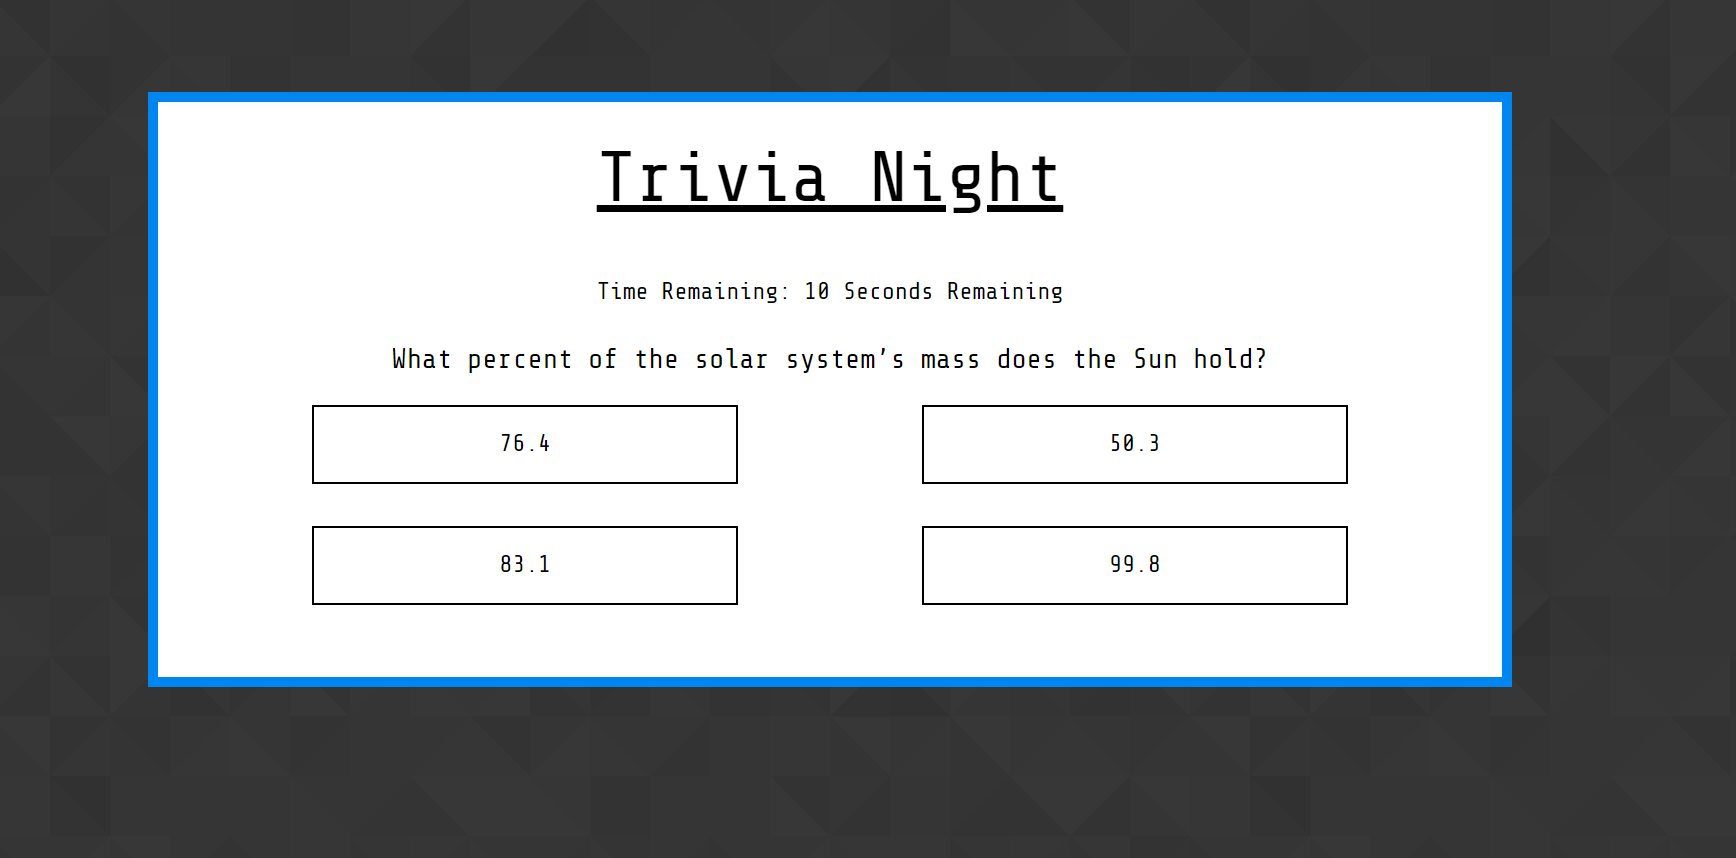 Trivia Night
Time Remaining: 10 Seconds Remaining
What percent of the solar system’s mass does the Sun hold?
76.4
50.3
83.1
99.8